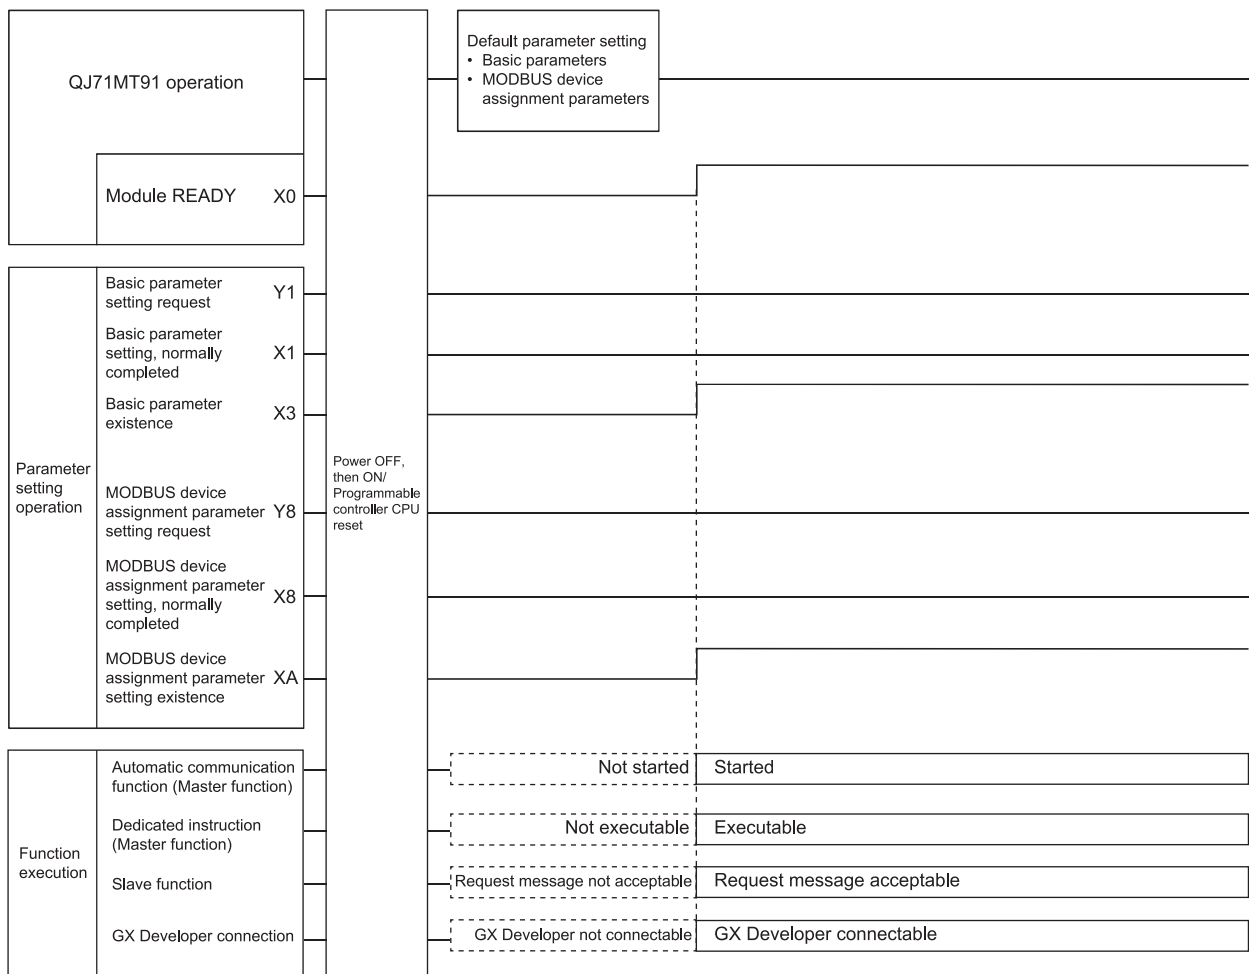 QJ71MT91 operation
Default parameter setting
• Basic parameters
• MODBUS device
assignment parameters
Module READY X0
Parameter
setting
operation
Basic parameter
setting request
Y1
Basic parameter
setting, normally
completed
X1
Basic parameter
existence
X3
MODBUS device
assignment parameter
setting request
Y8
MODBUS device
assignment parameter
setting, normally
completed
X8
MODBUS device
assignment parameter
setting existence
XA
Power OFF,
then ON/
Programmable
controller CPU
reset
Function
execution
Automatic communication
function (Master function)
Not started
Started
Dedicated instruction
(Master function)
Not executable
Executable
Slave function
Request message not acceptable
Request message acceptable
GX Developer connection
GX Developer not connectable
GX Developer connectable